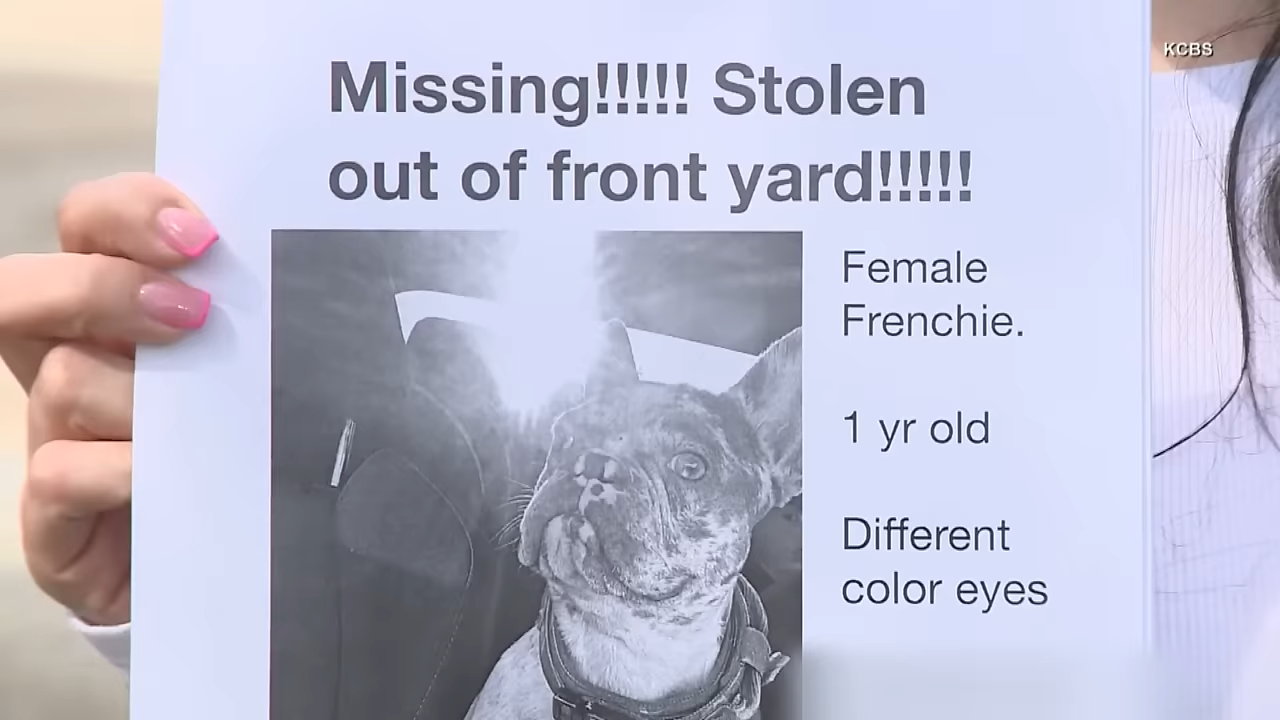 KCBS
Missing!!!!! Stolen
out of front yard!!!!!
Female
Frenchie.
1 yr old
Different
color eyes